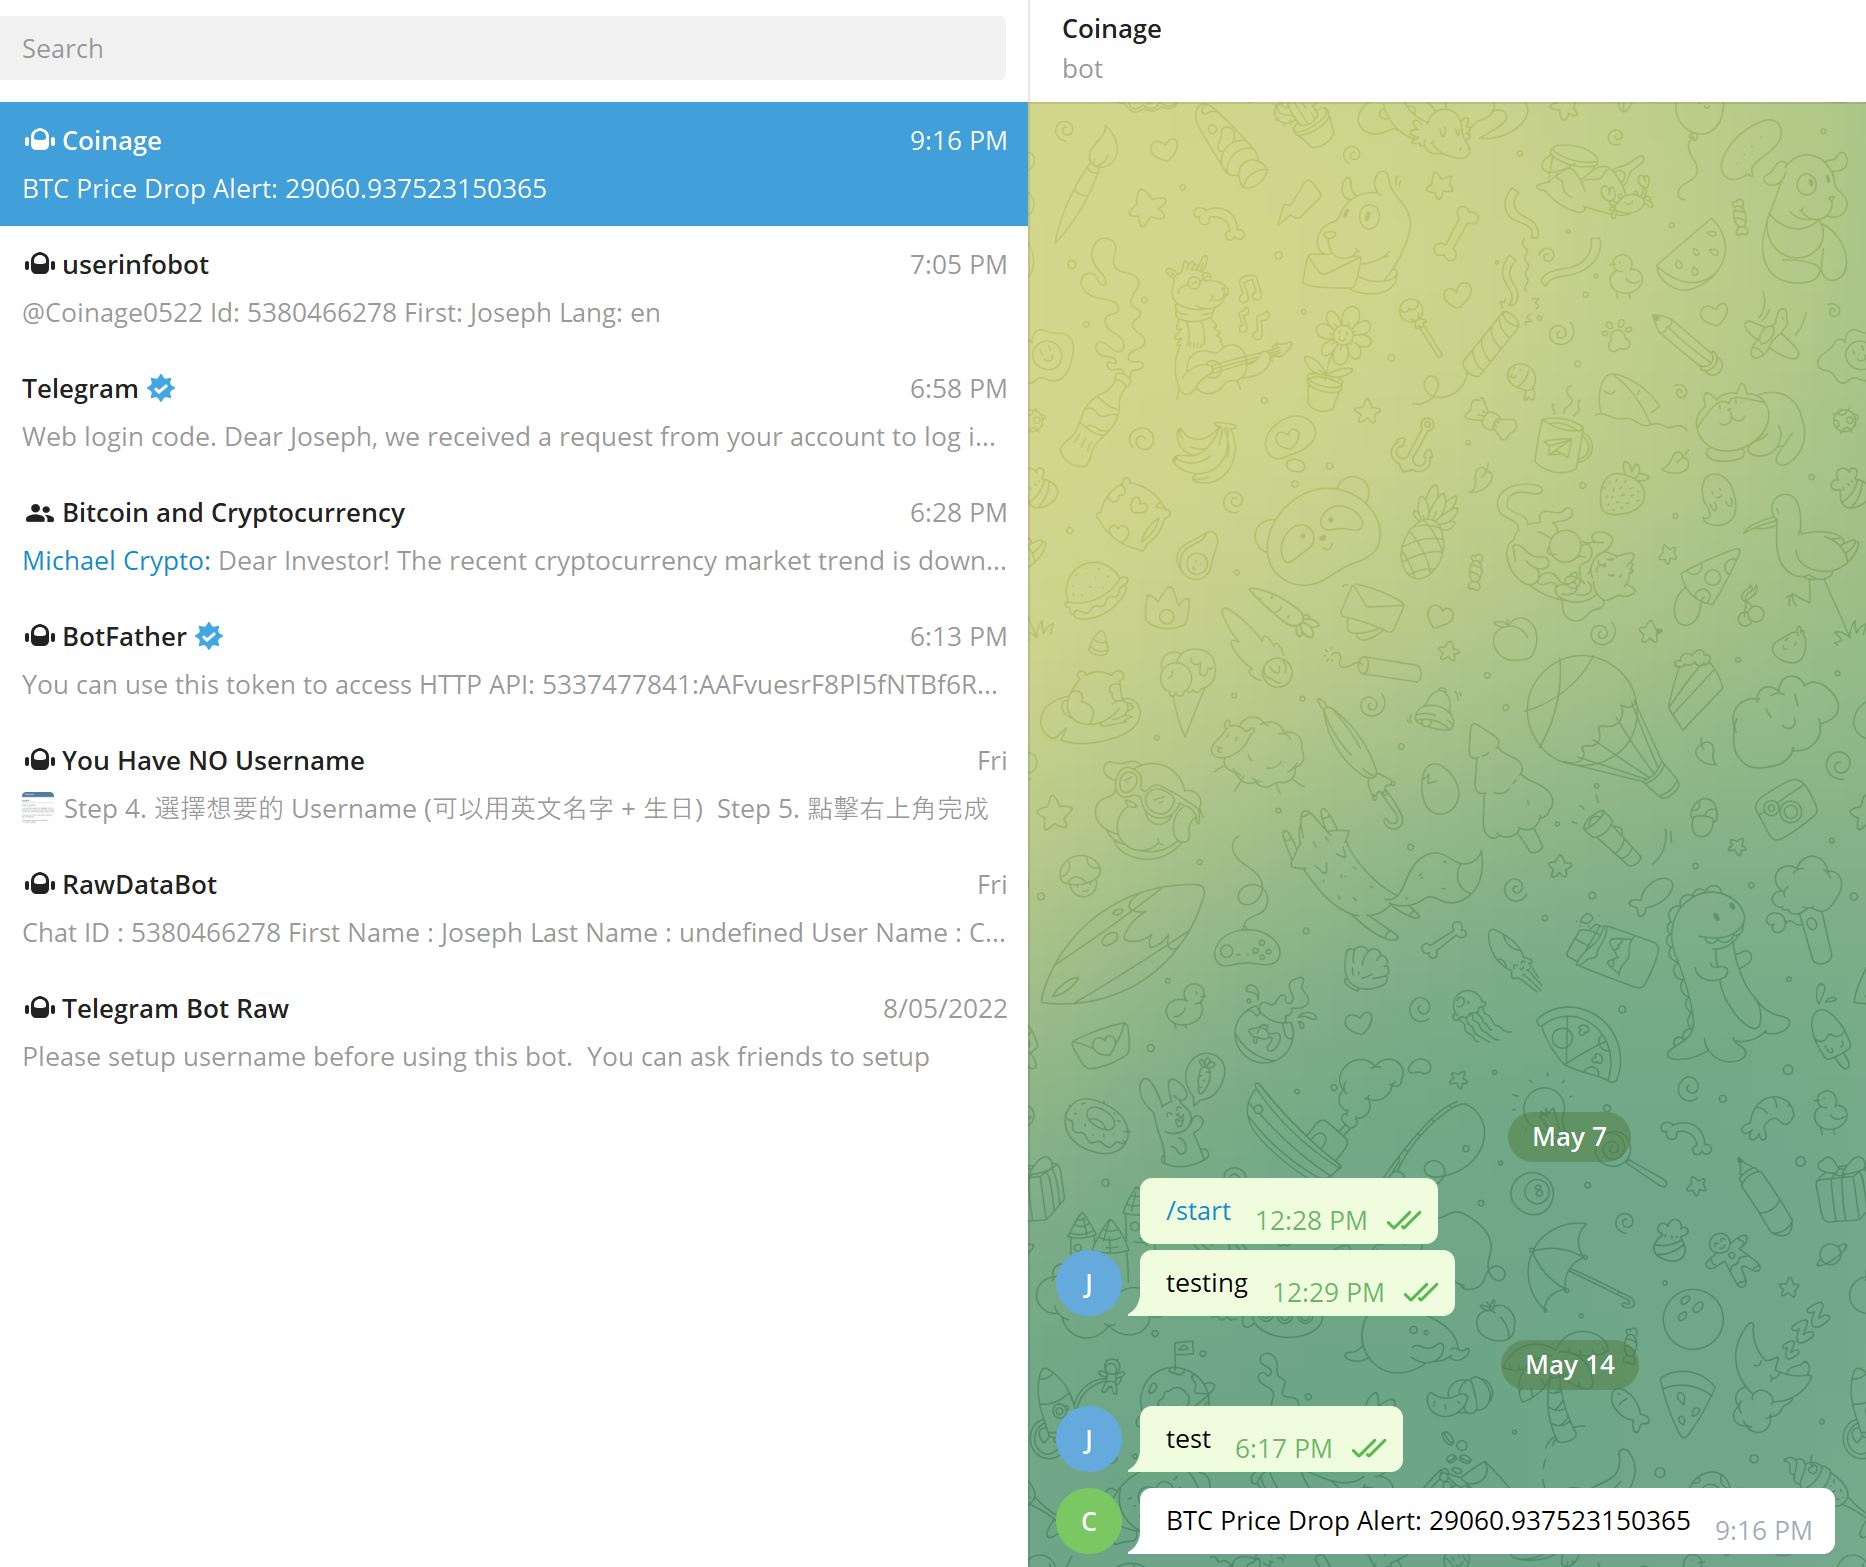 Search
Coinage 9:16 PM
BTC Price Drop Alert: 29060.937523150365
userinfobot 7:05 PM
@Coinage0522 Id: 5380466278 First: Joseph Lang: en
Telegram 6:58 PM
Web login code. Dear Joseph, we received a request from your account to log i...
Bitcoin and Cryptocurrency 6:28 PM
Michael Crypto: Dear Investor! The recent cryptocurrency market trend is down...
BotFather 6:13 PM
You can use this token to access HTTP API: 5337477841:AAFvuesrF8Pl5fNTBf6R...
You Have NO Username Fri
Step 4. 選擇想要的 Username (可以用英文名字 + 生日) Step 5. 點擊右上角完成
RawDataBot Fri
Chat ID : 5380466278 First Name : Joseph Last Name : undefined User Name : C...
Telegram Bot Raw 8/05/2022
Please setup username before using this bot. You can ask friends to setup
Coinage
bot
May 7
/start 12:28 PM
J
testing 12:29 PM
May 14
J
test 6:17 PM
C
BTC Price Drop Alert: 29060.937523150365 9:16 PM